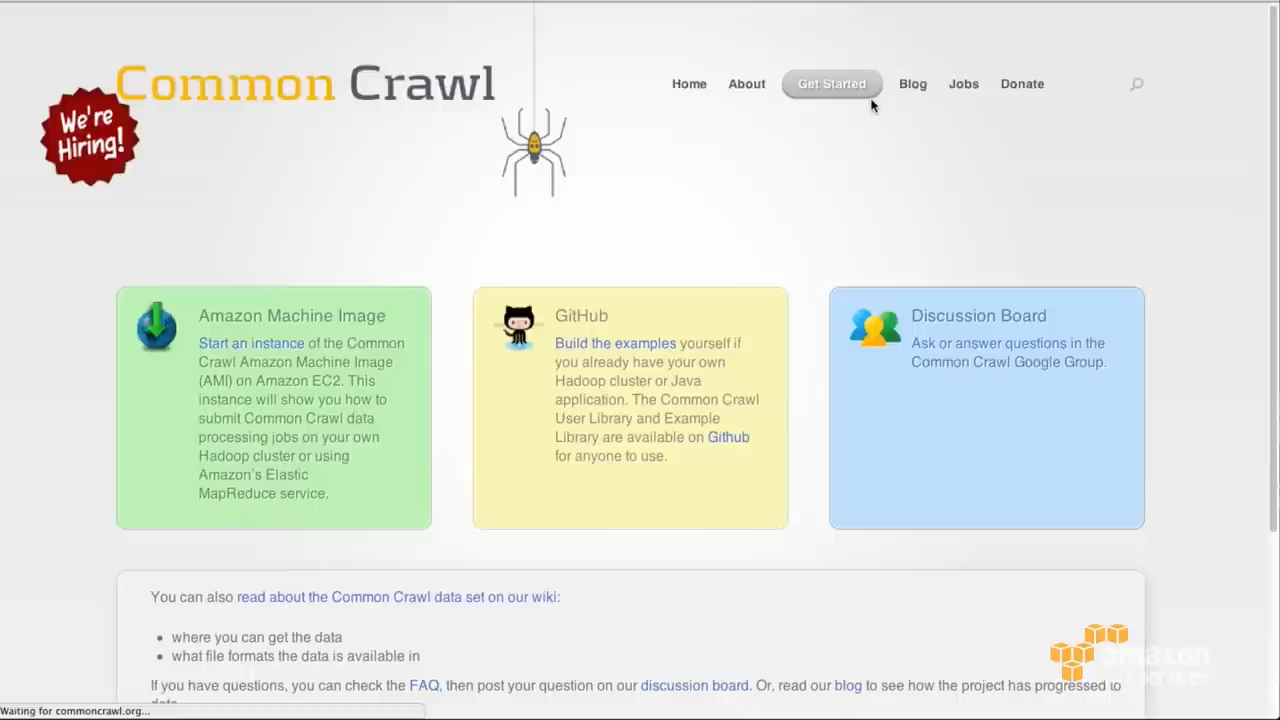 Common Crawl
We're
Hiring!
Home About Get Started Blog Jobs Donate
Amazon Machine Image
Start an instance of the Common
Crawl Amazon Machine Image
(AMI) on Amazon EC2. This
instance will show you how to
submit Common Crawl data
processing jobs on your own
Hadoop cluster or using
Amazon's Elastic
MapReduce service.
GitHub
Build the examples yourself if
you already have your own
Hadoop cluster or Java
application. The Common Crawl
User Library and Example
Library are available on Github
for anyone to use.
Discussion Board
Ask or answer questions in the
Common Crawl Google Group.
You can also read about the Common Crawl data set on our wiki:
where you can get the data
what file formats the data is available in
If you have questions, you can check the FAQ, then post your question on our discussion board. Or, read our blog to see how the project has progressed to
amazon
Waiting for commoncrawl.org...